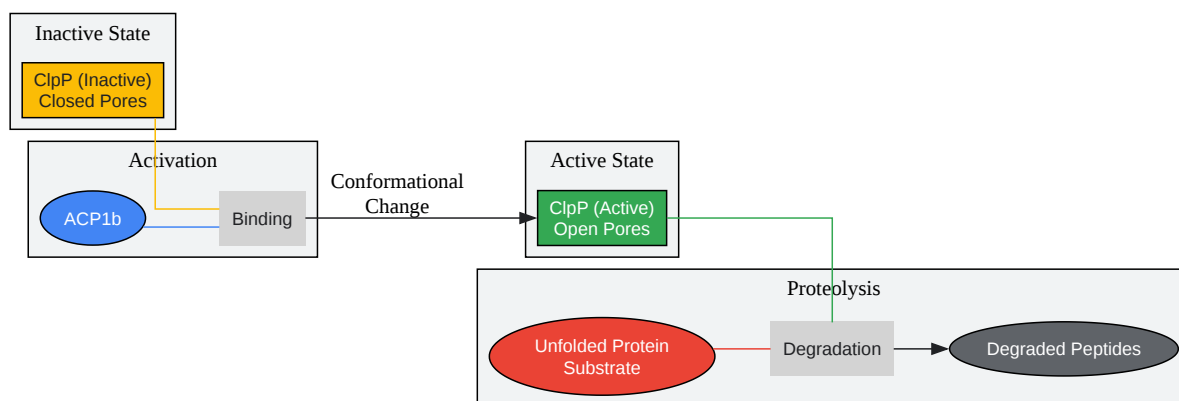 Inactive State
ClpP (Inactive)
Closed Pores
Activation
ACP1b
Binding
Conformational
Change
Active State
ClpP (Active)
Open Pores
Proteolysis
Unfolded Protein
Substrate
Degradation
Degraded Peptides